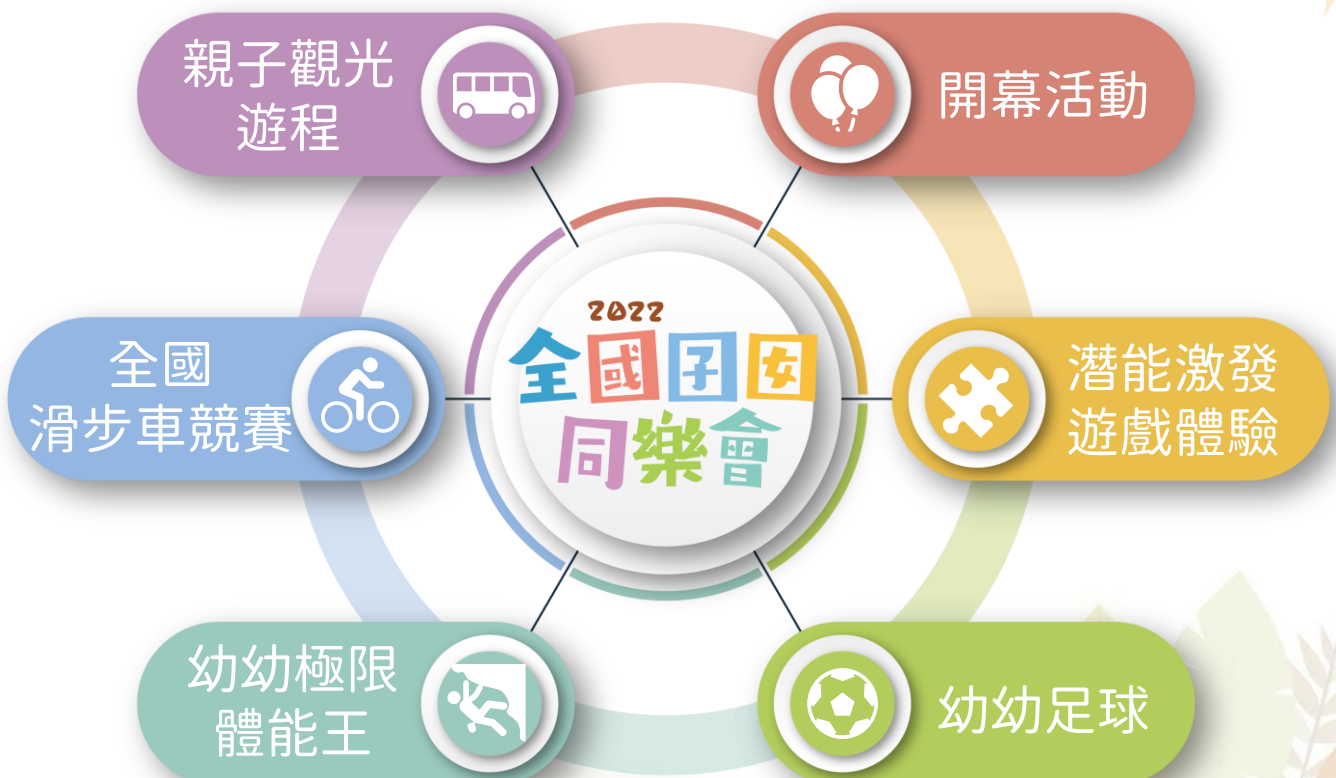 親子觀光
遊程
開幕活動
全國
滑步車競賽
2022
全國子女
同樂會
潛能激發
遊戲體驗
幼幼極限
體能王
幼幼足球